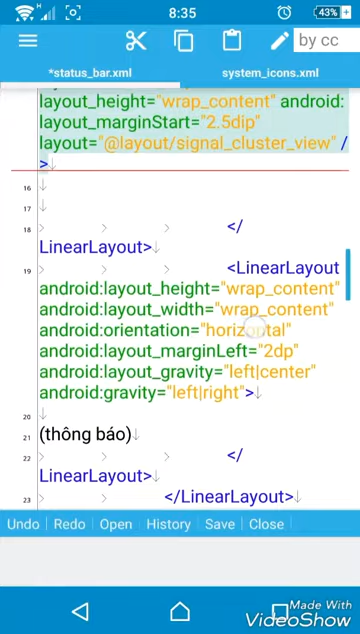 8:35
43%
by cc
*status_bar.xml
system_icons.xml
layout_height="wrap_content" android:
layout_marginStart="2.5dip"
layout="@layout/signal_cluster_view" /
>
16
17
18 </
LinearLayout>
19 <LinearLayout
android:layout_height="wrap_content"
android:layout_width="wrap_content"
android:orientation="horizontal"
android:layout_marginLeft="2dp"
android:layout_gravity="left|center"
android:gravity="left|right">
20
21 (thông báo)
22 </
LinearLayout>
23 </LinearLayout>
Undo Redo Open History Save Close
Made With
VideoShow